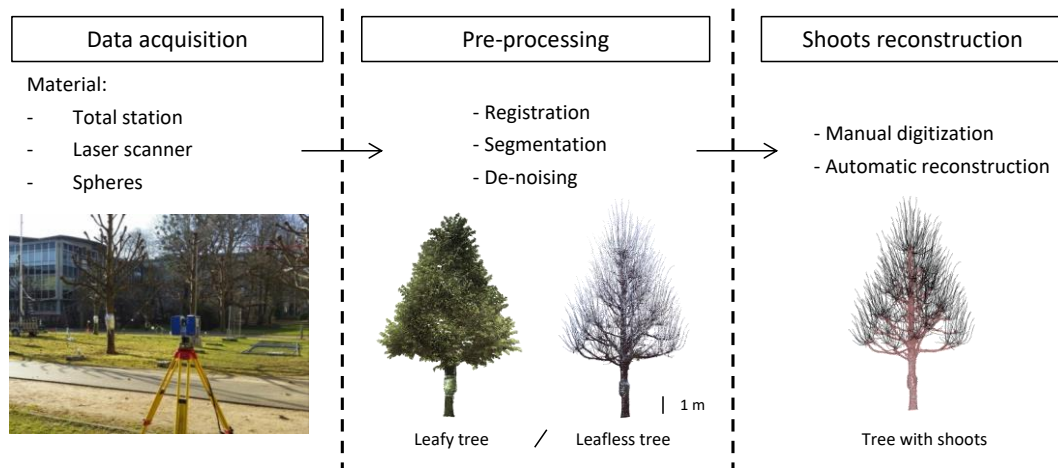 Data acquisition
Material:
- Total station
- Laser scanner
- Spheres
Pre-processing
- Registration
- Segmentation
- De-noising
1 m
Leafy tree / Leafless tree
Shoots reconstruction
- Manual digitization
- Automatic reconstruction
Tree with shoots